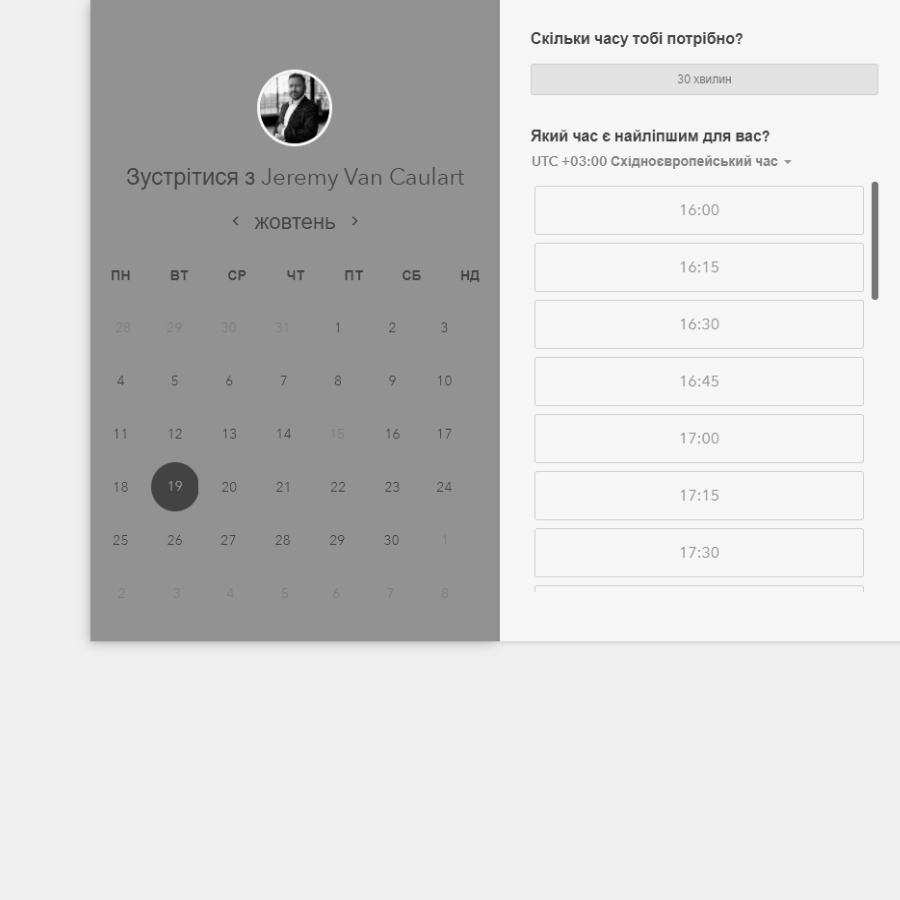 Зустрітися з Jeremy Van Caulart
жовтень
ПН ВТ СР ЧТ ПТ СБ НД
28 29 30 31 1 2 3
4 5 6 7 8 9 10
11 12 13 14 15 16 17
18 19 20 21 22 23 24
25 26 27 28 29 30 1
2 3 4 5 6 7 8
Скільки часу тобі потрібно?
30 хвилин
Який час є найліпшим для вас?
UTC +03:00 Східноєвропейський час
16:00
16:15
16:30
16:45
17:00
17:15
17:30